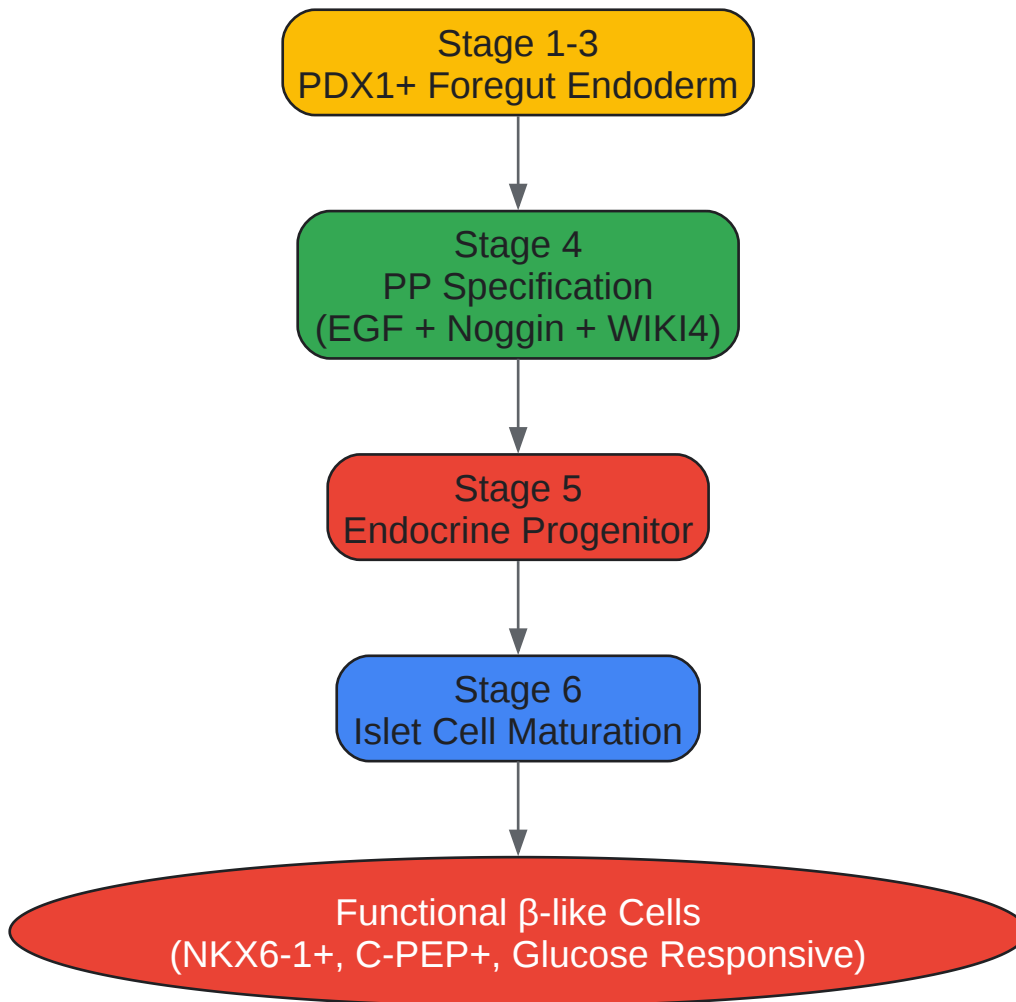 Stage 1-3
PDX1+ Foregut Endoderm
Stage 4
PP Specification
(EGF + Noggin + WIKI4)
Stage 5
Endocrine Progenitor
Stage 6
Islet Cell Maturation
Functional β-like Cells
(NKX6-1+, C-PEP+, Glucose Responsive)